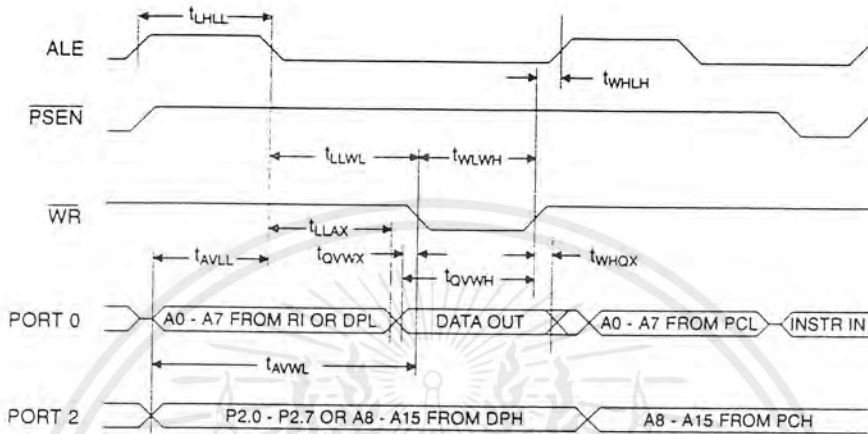 tLHLL
ALE
tWHLH
PSEN
tLLWL
tWLWH
WR
tLLAX
tAVLL
tQVWX
tWHQX
tQVWH
PORT 0
A0 - A7 FROM RI OR DPL
DATA OUT
A0 - A7 FROM PCL
INSTR IN
tAVWL
PORT 2
P2.0 - P2.7 OR A8 - A15 FROM DPH
A8 - A15 FROM PCH